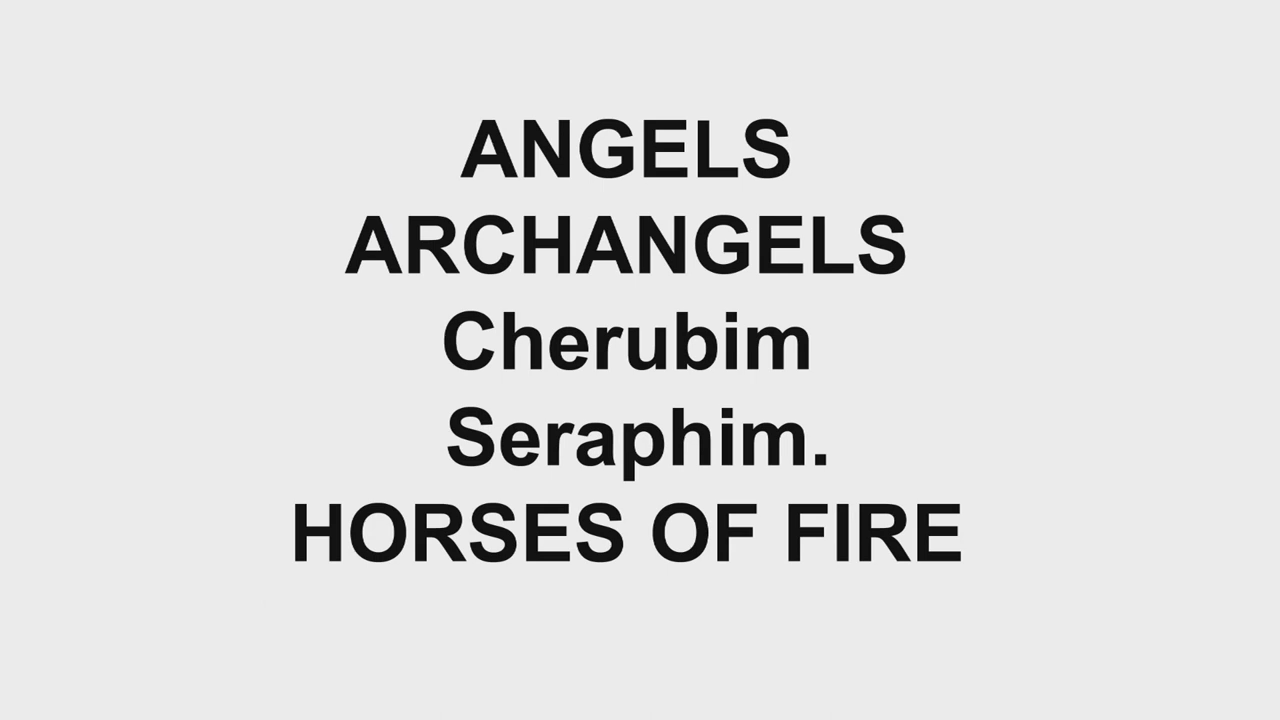 ANGELS
ARCHANGELS
Cherubim
Seraphim.
HORSES OF FIRE